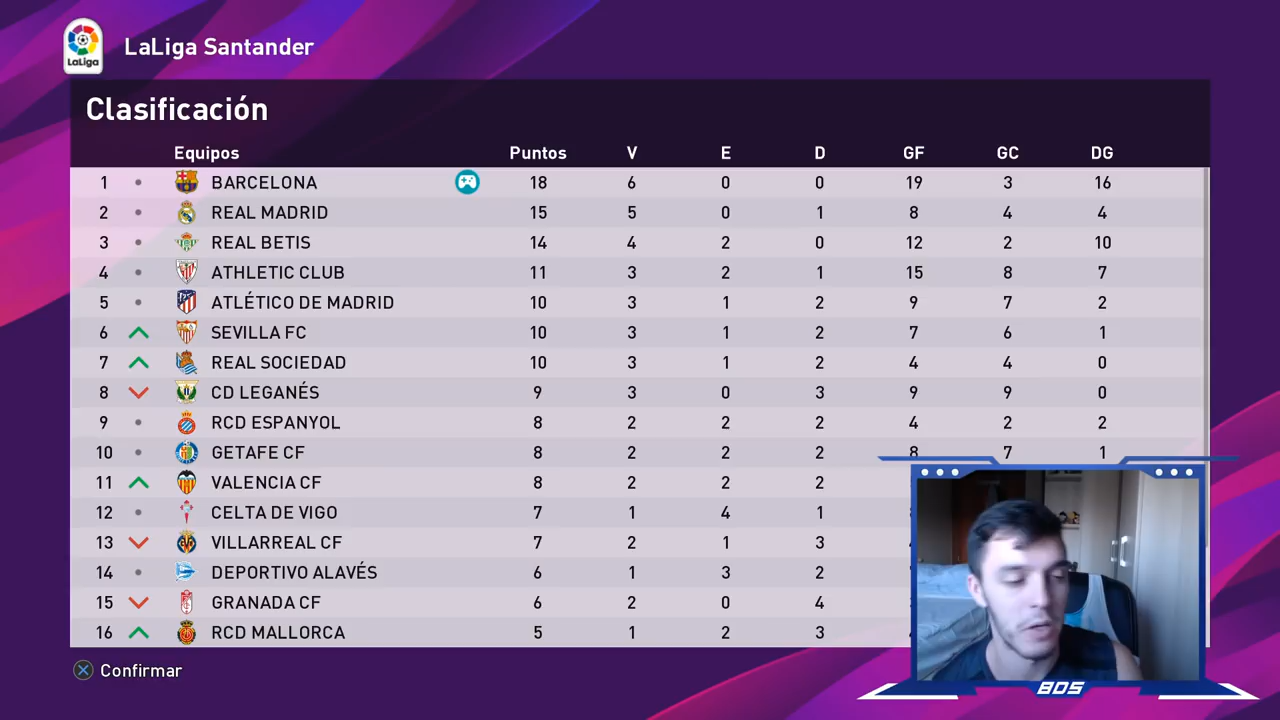 LaLiga Santander
LaLiga
Clasificación
Equipos Puntos V E D GF GC DG
1 BARCELONA 18 6 0 0 19 3 16
2 REAL MADRID 15 5 0 1 8 4 4
3 REAL BETIS 14 4 2 0 12 2 10
4 ATHLETIC CLUB 11 3 2 1 15 8 7
5 ATLÉTICO DE MADRID 10 3 1 2 9 7 2
6 SEVILLA FC 10 3 1 2 7 6 1
7 REAL SOCIEDAD 10 3 1 2 4 4 0
8 CD LEGANÉS 9 3 0 3 9 9 0
9 RCD ESPANYOL 8 2 2 2 4 2 2
10 GETAFE CF 8 2 2 2 8 7 1
11 VALENCIA CF 8 2 2 2
12 CELTA DE VIGO 7 1 4 1
13 VILLARREAL CF 7 2 1 3
14 DEPORTIVO ALAVÉS 6 1 3 2
15 GRANADA CF 6 2 0 4
16 RCD MALLORCA 5 1 2 3
Confirmar
BDS